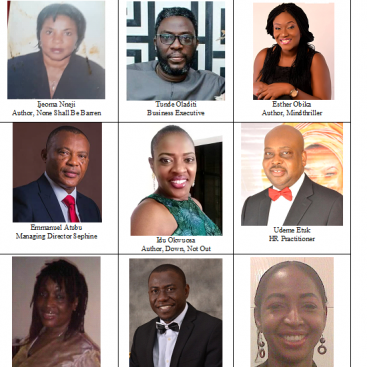 Ijeoma Nneji
Author, None Shall Be Barren
Tunde Oladiti
Business Executive
Esther Obika
Author, Mindthriller
Emmanuel Atubu
Managing Director Sephine
Idu Okwuosa
Author, Down, Not Out
Udeme Etuk
HR Practitioner